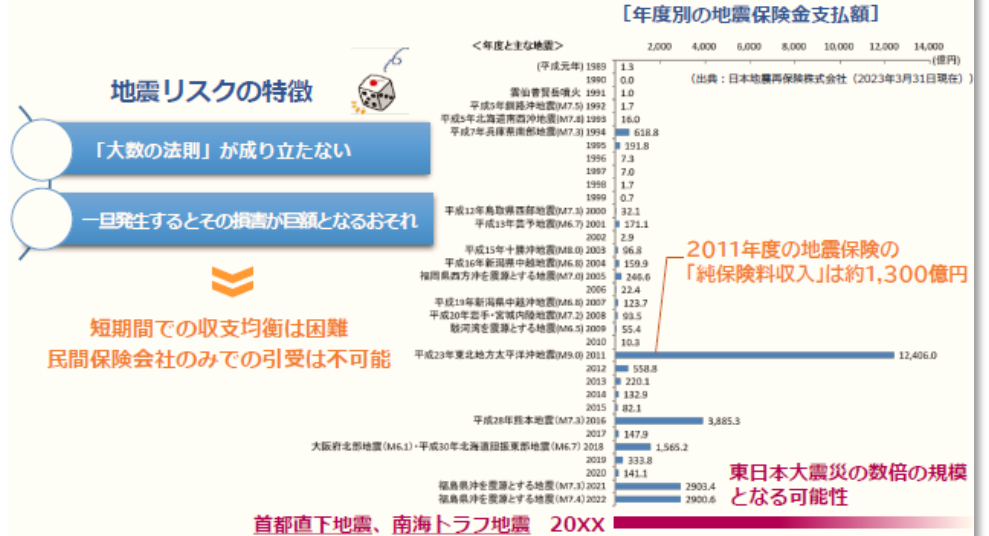 [年度別の地震保険金支払額]
＜年度と主な地震＞
2,000 4,000 6,000 8,000 10,000 12,000 14,000
(億円)
（出典：日本地震再保険株式会社（2023年3月31日現在））
地震リスクの特徴
「大数の法則」が成り立たない
一旦発生するとその損害が巨額となるおそれ
短期間での収支均衡は困難
民間保険会社のみでの引受は不可能
(平成元年) 1989 1.3
1990 0.0
雲仙普賢岳噴火 1991 1.0
平成5年釧路沖地震(M7.5) 1992 1.7
平成5年北海道南西沖地震(M7.8) 1993 16.0
平成7年兵庫県南部地震(M7.3) 1994 618.8
1995 191.8
1996 7.3
1997 7.0
1998 1.7
1999 0.7
平成12年鳥取県西部地震(M7.3) 2000 32.1
平成13年芸予地震(M6.7) 2001 171.1
2002 2.9
平成15年十勝沖地震(M8.0) 2003 96.8
平成16年新潟県中越地震(M6.8) 2004 159.9
福岡県西方沖を震源とする地震(M7.0) 2005 246.6
2006 22.4
平成19年新潟県中越沖地震(M6.8) 2007 123.7
平成20年岩手・宮城内陸地震(M7.2) 2008 93.5
駿河湾を震源とする地震(M6.5) 2009 55.4
2010 10.3
平成23年東北地方太平洋沖地震(M9.0) 2011 12,406.0
2012 558.8
2013 220.1
2014 132.9
2015 82.1
平成28年熊本地震(M7.3) 2016 3,885.3
2017 147.9
大阪府北部地震(M6.1)・平成30年北海道胆振東部地震(M6.7) 2018 1,565.2
2019 333.8
2020 141.1
福島県沖を震源とする地震(M7.3) 2021 2903.4
福島県沖を震源とする地震(M7.4) 2022 2900.6
2011年度の地震保険の
「純保険料収入」は約1,300億円
東日本大震災の数倍の規模
となる可能性
首都直下地震、南海トラフ地震 20XX